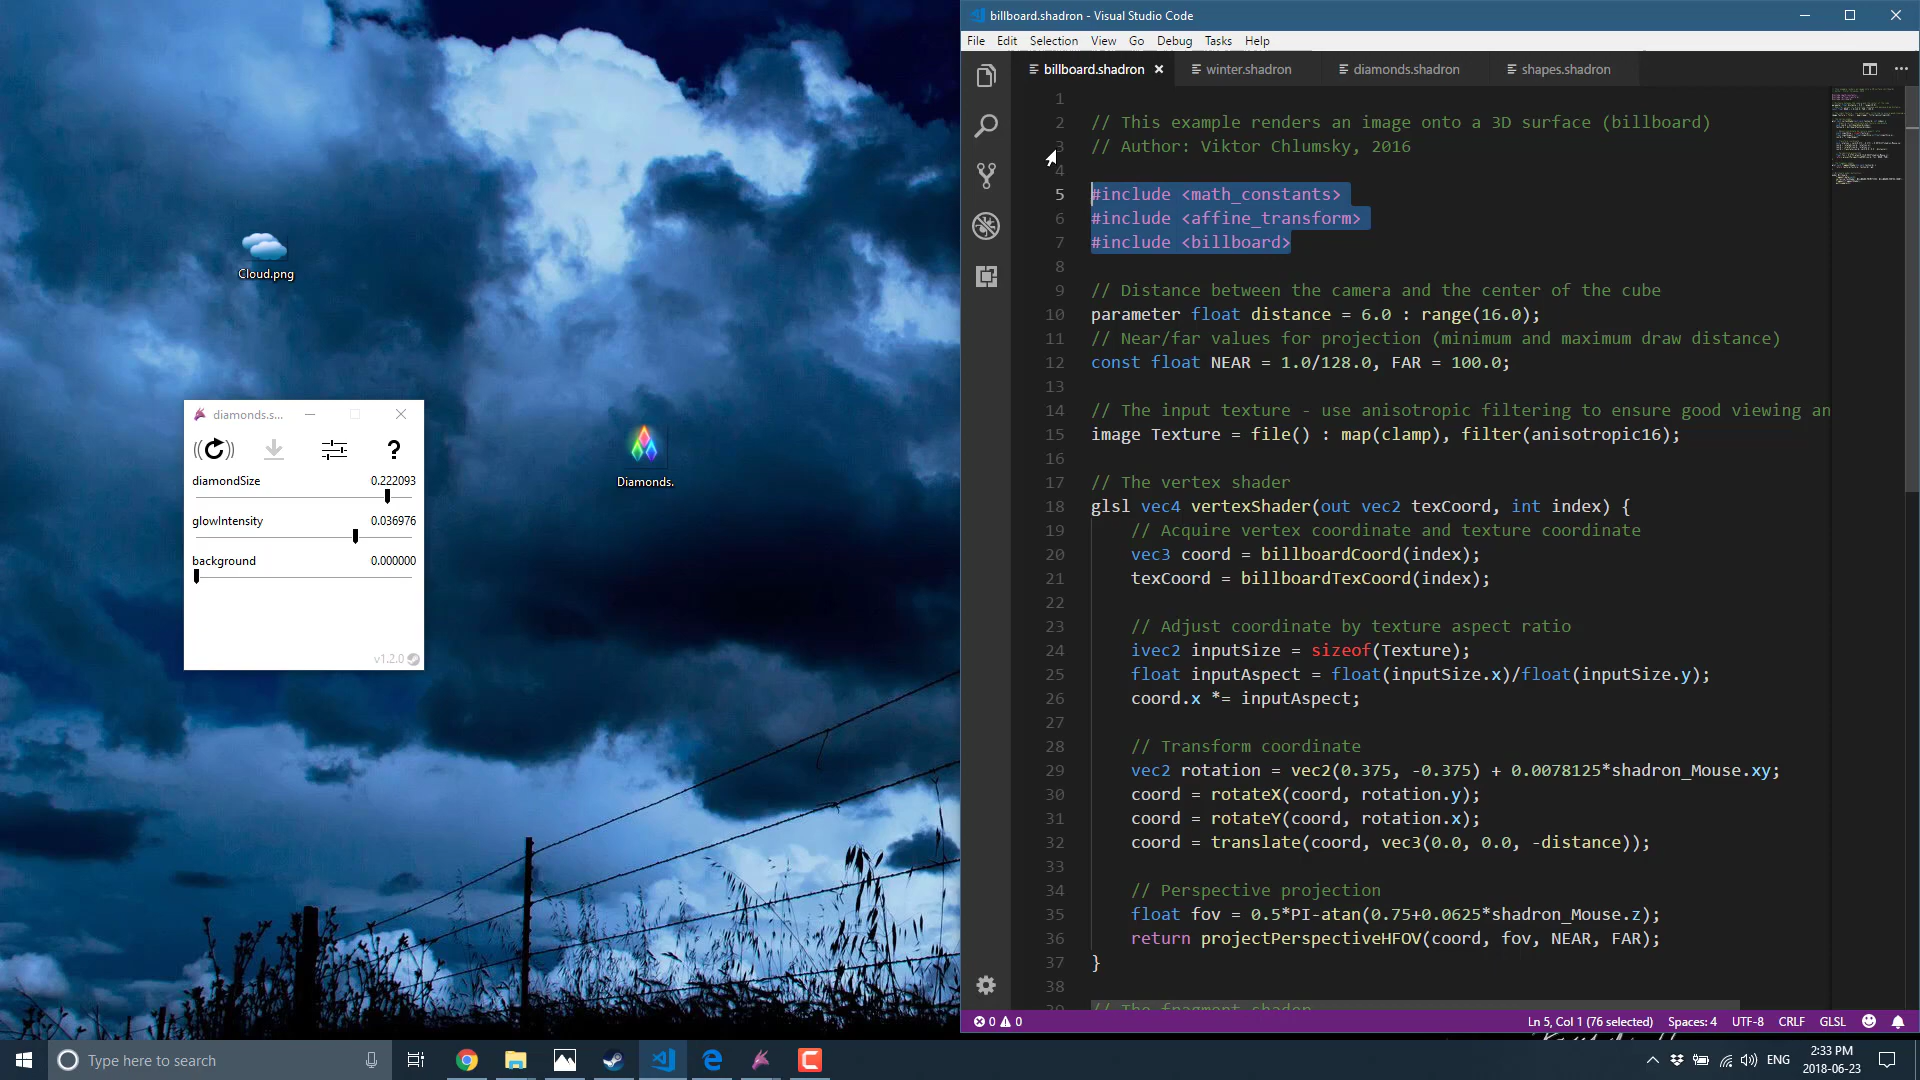 Cloud.png
diamonds.s...
?
diamondSize 0.222093
glowIntensity 0.036976
background 0.000000
v1.2.0
Diamonds.
billboard.shadron - Visual Studio Code
File Edit Selection View Go Debug Tasks Help
billboard.shadron winter.shadron diamonds.shadron shapes.shadron
1
2 // This example renders an image onto a 3D surface (billboard)
3 // Author: Viktor Chlumsky, 2016
4
5 #include <math_constants>
6 #include <affine_transform>
7 #include <billboard>
8
9 // Distance between the camera and the center of the cube
10 parameter float distance = 6.0 : range(16.0);
11 // Near/far values for projection (minimum and maximum draw distance)
12 const float NEAR = 1.0/128.0, FAR = 100.0;
13
14 // The input texture - use anisotropic filtering to ensure good viewing an
15 image Texture = file() : map(clamp), filter(anisotropic16);
16
17 // The vertex shader
18 glsl vec4 vertexShader(out vec2 texCoord, int index) {
19 // Acquire vertex coordinate and texture coordinate
20 vec3 coord = billboardCoord(index);
21 texCoord = billboardTexCoord(index);
22
23 // Adjust coordinate by texture aspect ratio
24 ivec2 inputSize = sizeof(Texture);
25 float inputAspect = float(inputSize.x)/float(inputSize.y);
26 coord.x *= inputAspect;
27
28 // Transform coordinate
29 vec2 rotation = vec2(0.375, -0.375) + 0.0078125*shadron_Mouse.xy;
30 coord = rotateX(coord, rotation.y);
31 coord = rotateY(coord, rotation.x);
32 coord = translate(coord, vec3(0.0, 0.0, -distance));
33
34 // Perspective projection
35 float fov = 0.5*PI-atan(0.75+0.0625*shadron_Mouse.z);
36 return projectPerspectiveHFOV(coord, fov, NEAR, FAR);
37 }
38
39 // The fragment shader
0 0 Ln 5, Col 1 (76 selected) Spaces: 4 UTF-8 CRLF GLSL
Type here to search
ENG 2:33 PM
2018-06-23